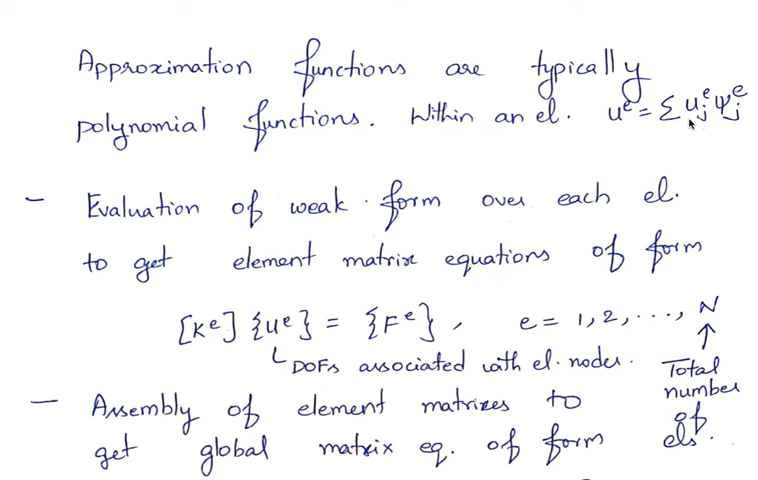 Approximation functions are typically
polynomial functions. Within an el. u^e = Σ u_j^e ψ_j^e
- Evaluation of weak form over each el.
to get element matrix equations of form
[K^e] {u^e} = {F^e}, e = 1, 2, ..., N
DOFs associated with el. nodes.
Total
number
of
els.
- Assembly of element matrizes to
get global matrix eq. of form